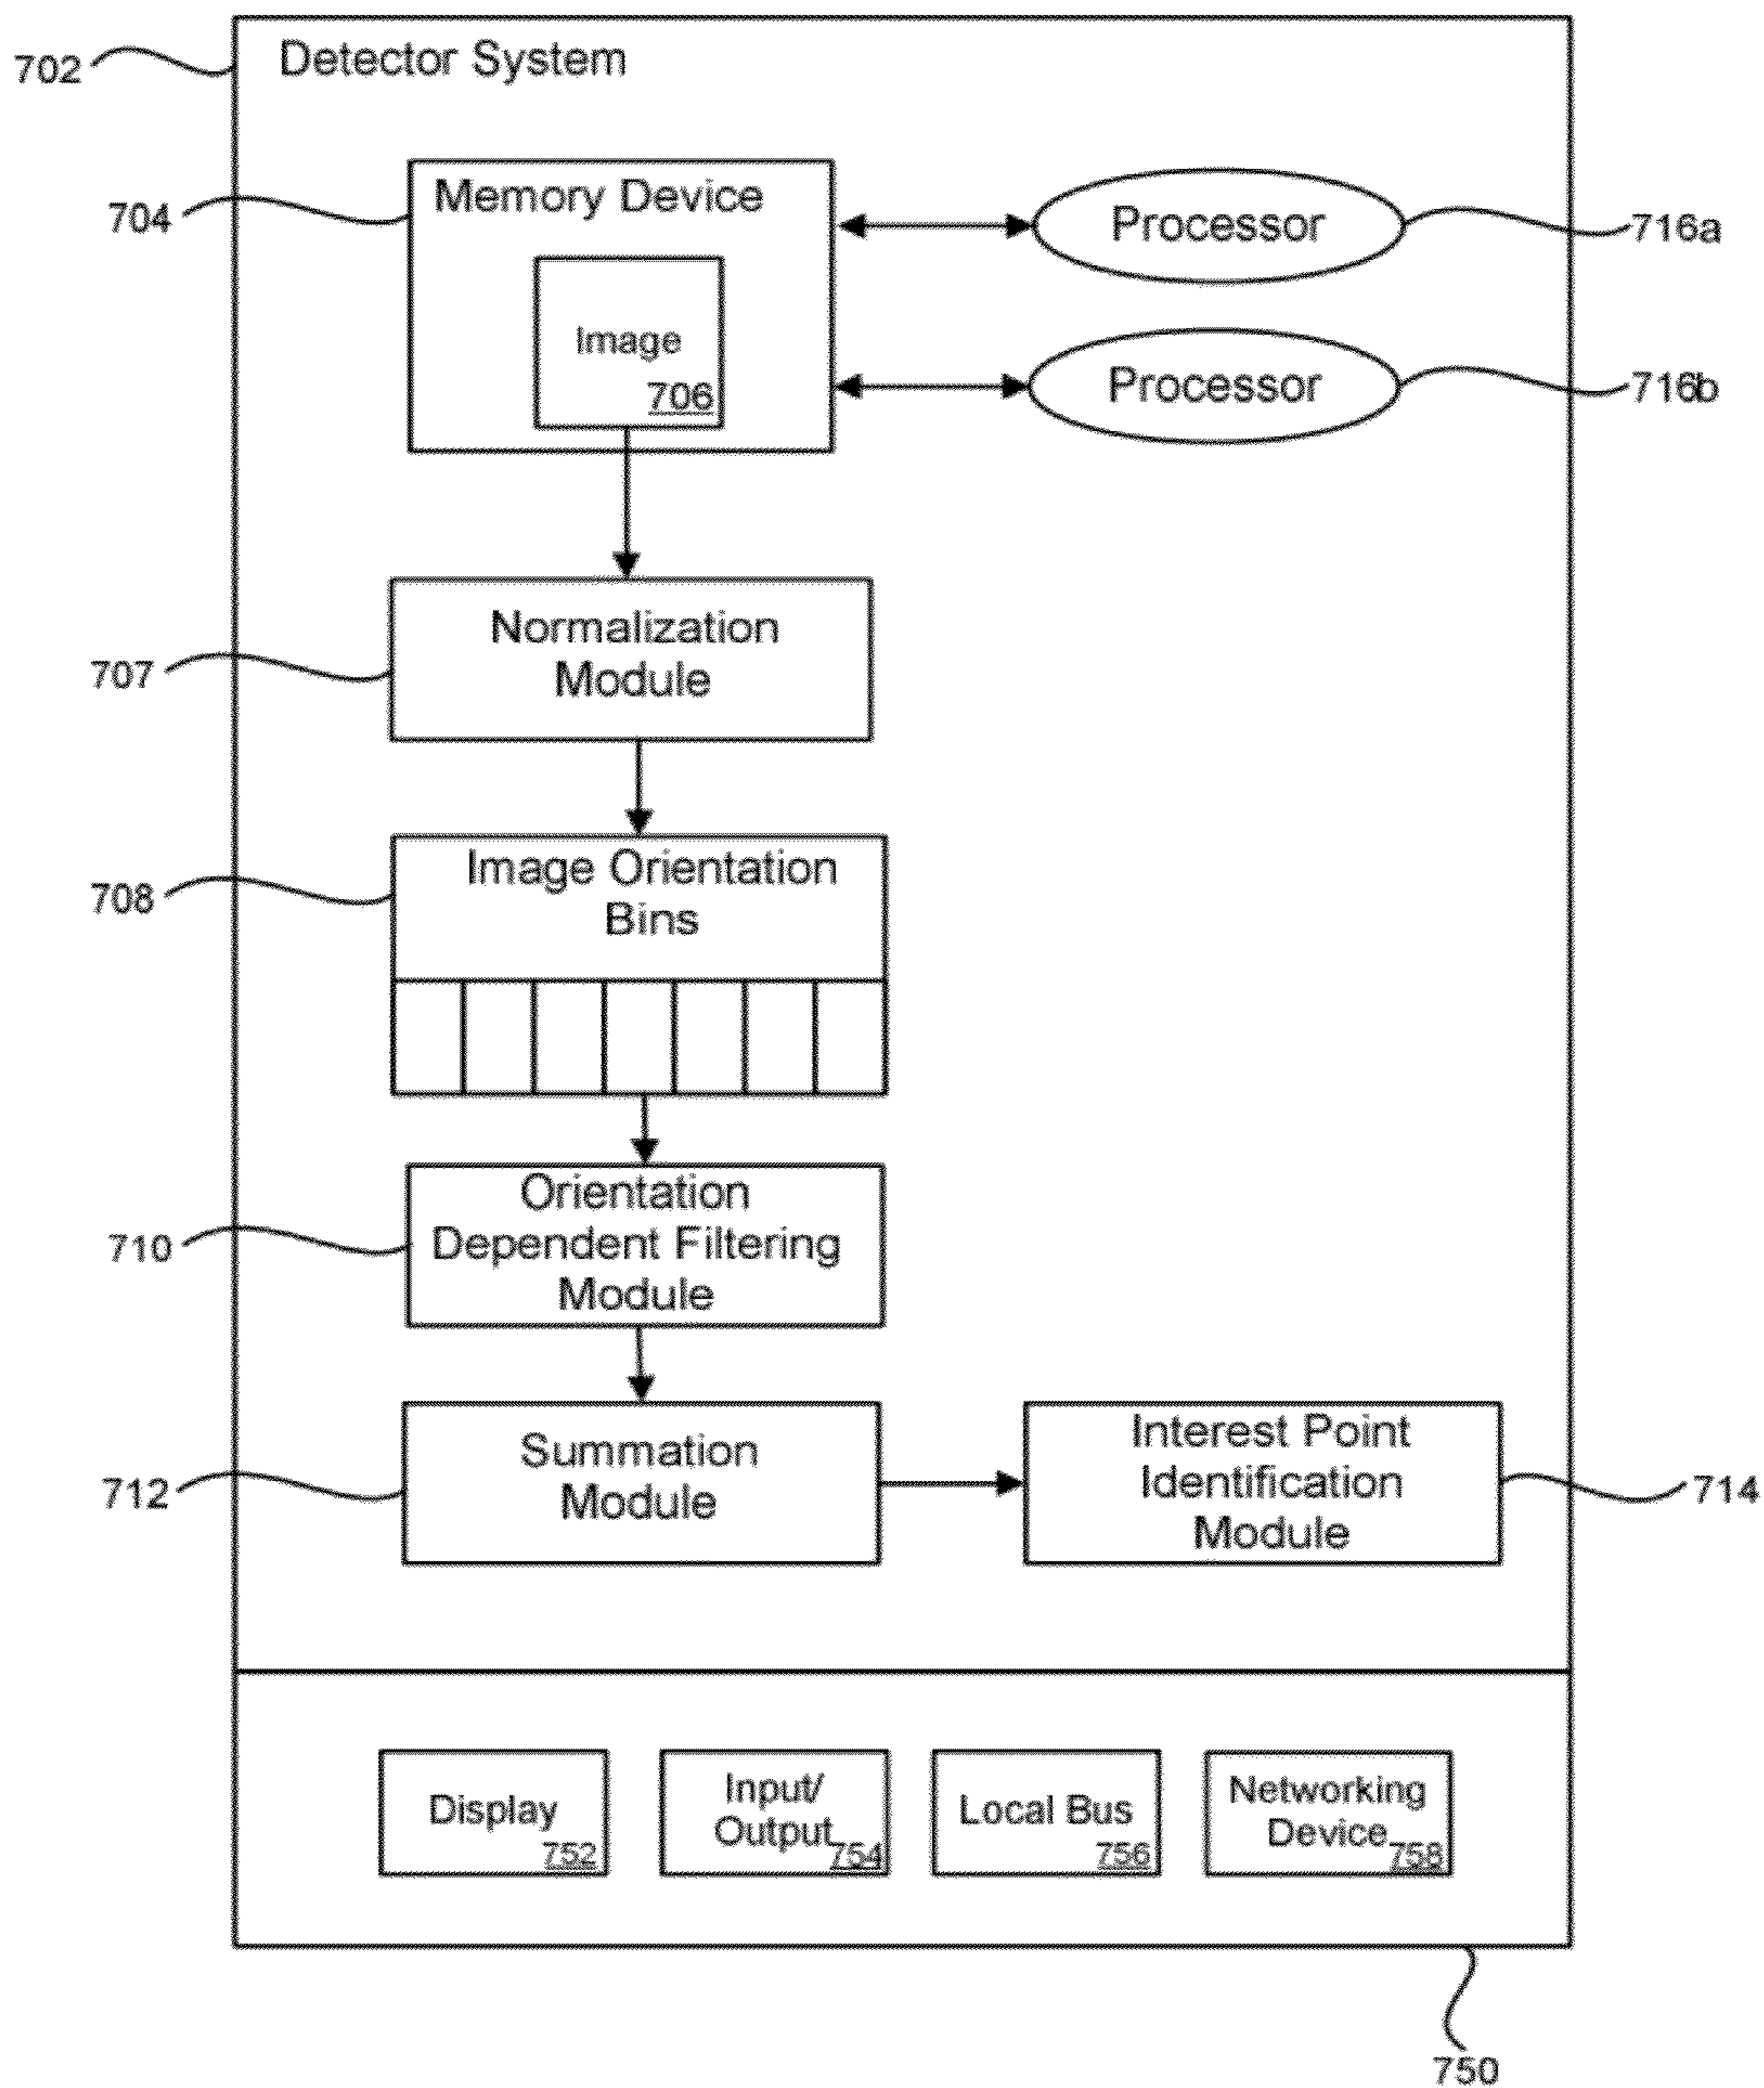 702
Detector System
704
Memory Device
Image
706
Processor
716a
Processor
716b
707
Normalization
Module
708
Image Orientation
Bins
710
Orientation
Dependent Filtering
Module
712
Summation
Module
Interest Point
Identification
Module
714
Display
752
Input/
Output
754
Local Bus
756
Networking
Device
758
750